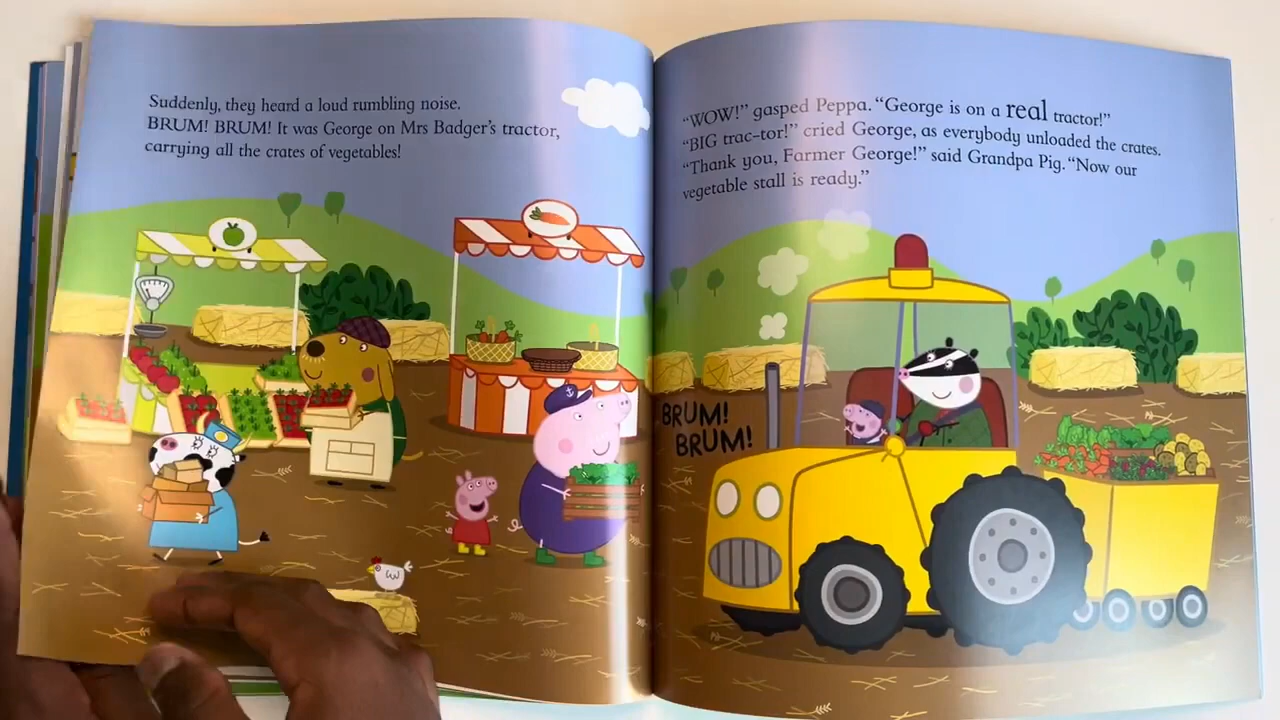 Suddenly, they heard a loud rumbling noise.
BRUM! BRUM! It was George on Mrs Badger's tractor,
carrying all the crates of vegetables!
"WOW!" gasped Peppa. "George is on a real tractor!"
"BIG trac-tor!" cried George, as everybody unloaded the crates.
"Thank you, Farmer George!" said Grandpa Pig. "Now our
vegetable stall is ready."
BRUM!
BRUM!